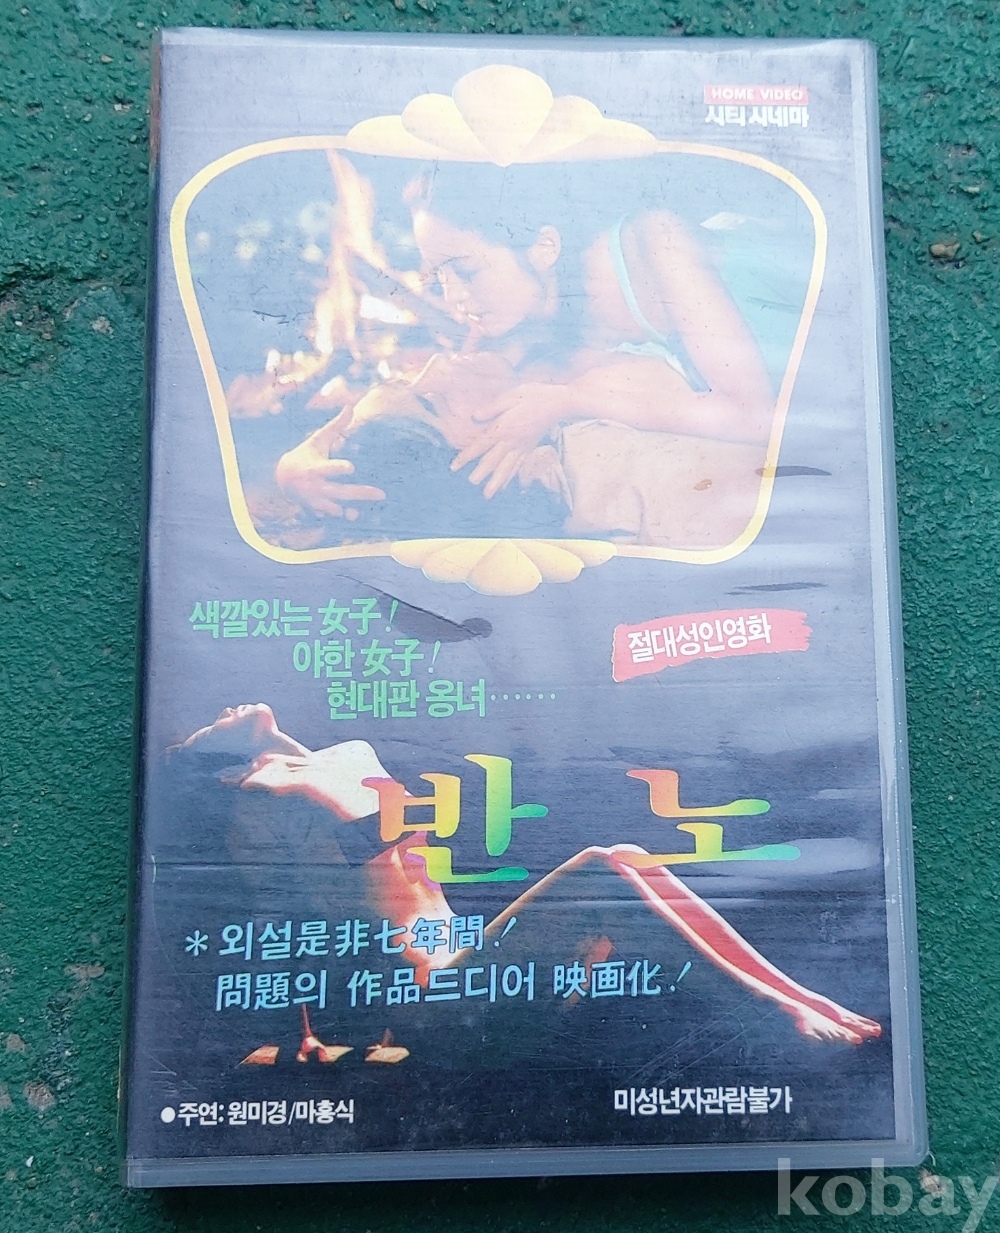 HOME VIDEO
시티 시네마
색깔있는 女子!
야한 女子!
현대판 옹녀······
절대성인영화
반 노
* 외설是非七年間!
問題의 作品드디어 映画化!
●주연: 원미경/마흥식
미성년자관람불가
kobay